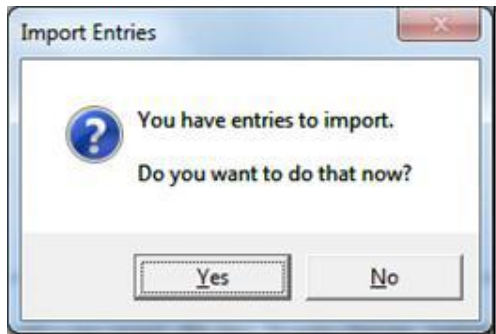 Import Entries
You have entries to import.
Do you want to do that now?
Yes
No